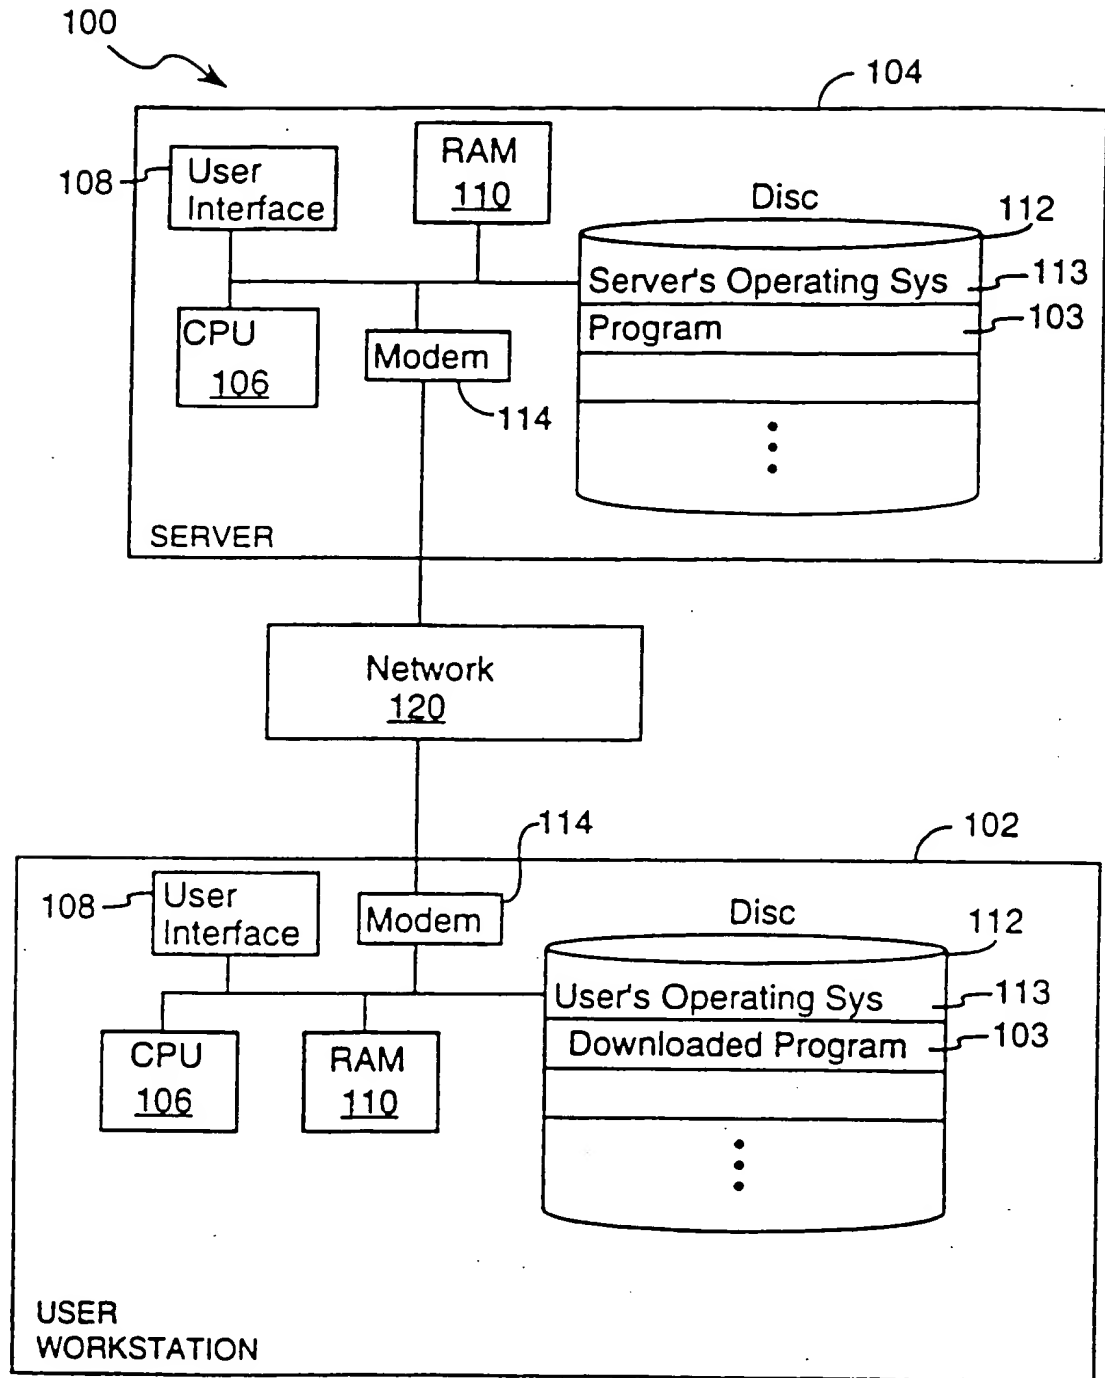 100
104
108
User
Interface
RAM
110
Disc
112
Server's Operating Sys
113
Program
103
CPU
106
Modem
114
SERVER
Network
120
114
102
108
User
Interface
Modem
Disc
112
User's Operating Sys
113
Downloaded Program
103
CPU
106
RAM
110
USER
WORKSTATION